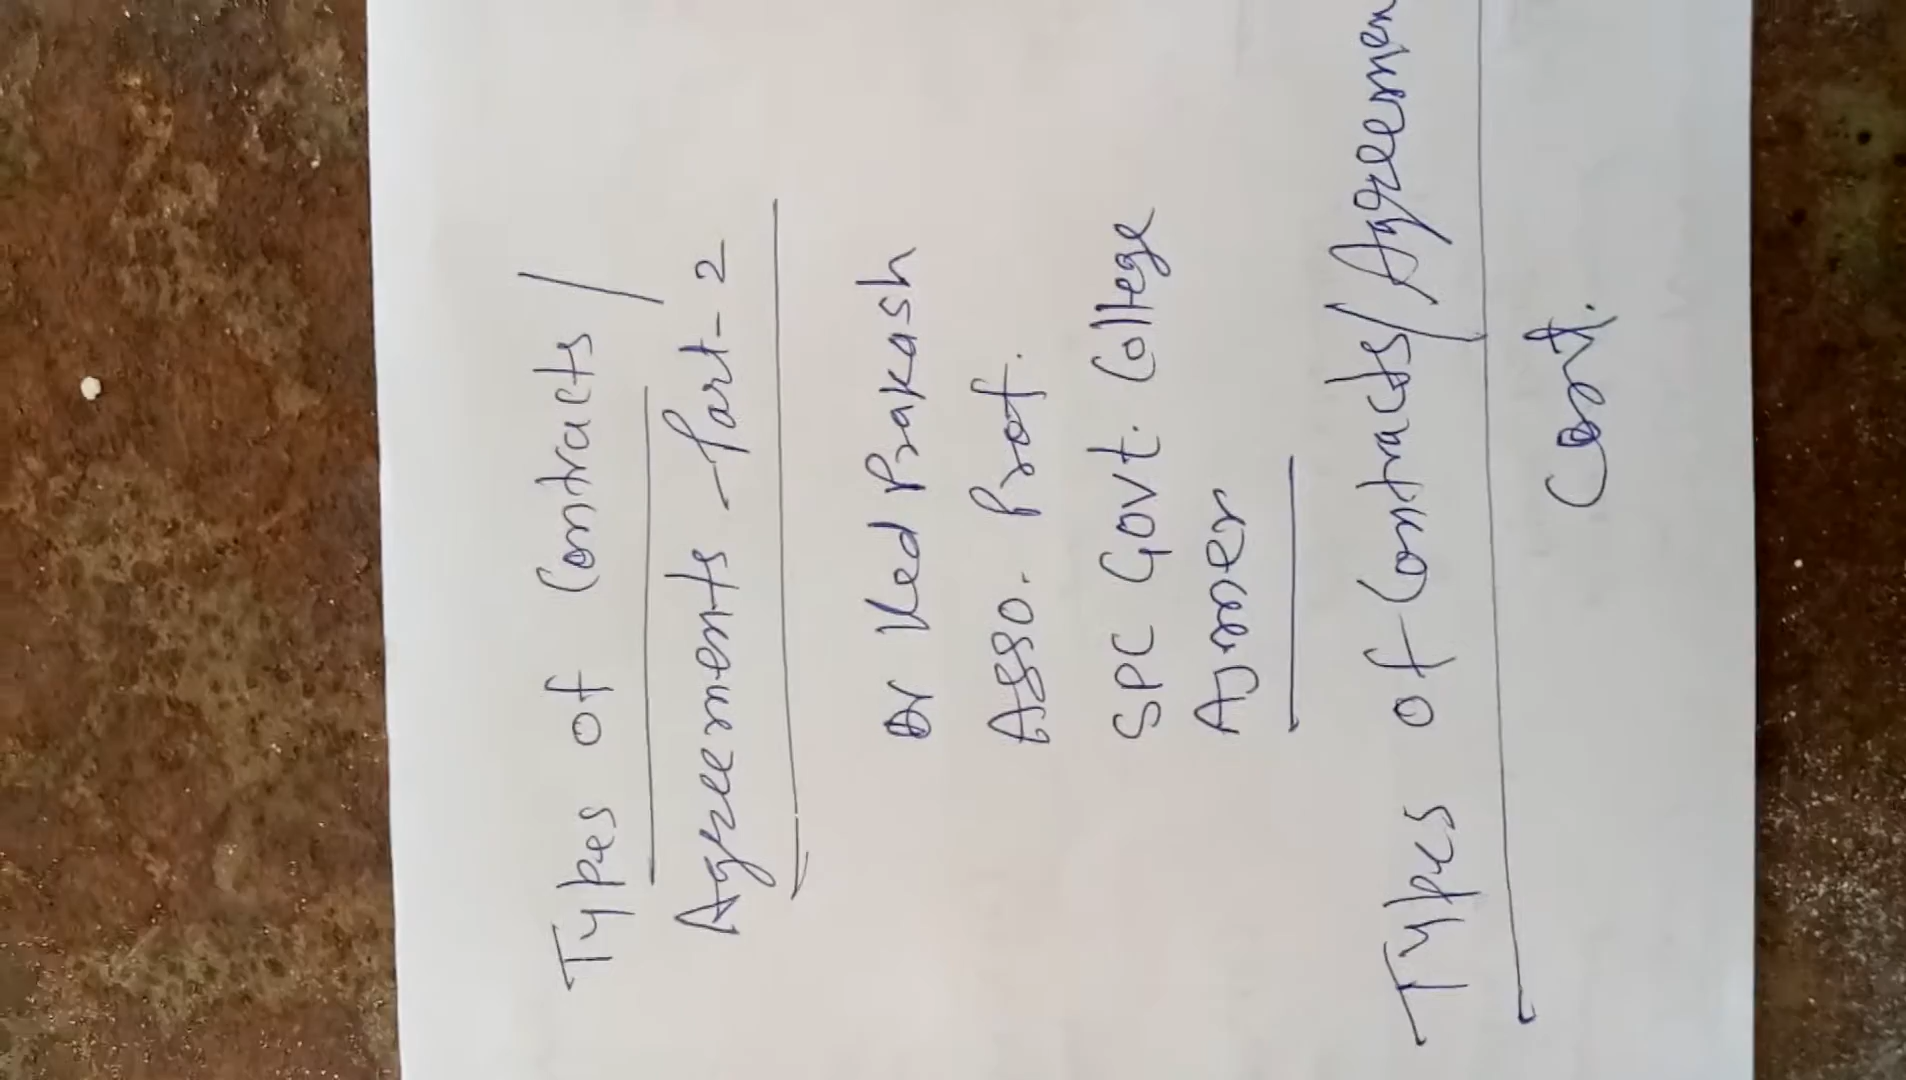 Types of Contracts /
Agreements - Part - 2
Dr Ved Prakash
Asso. Prof.
SPC Govt. College
Ajmer
Types of Contracts/Agreemen
Cont.